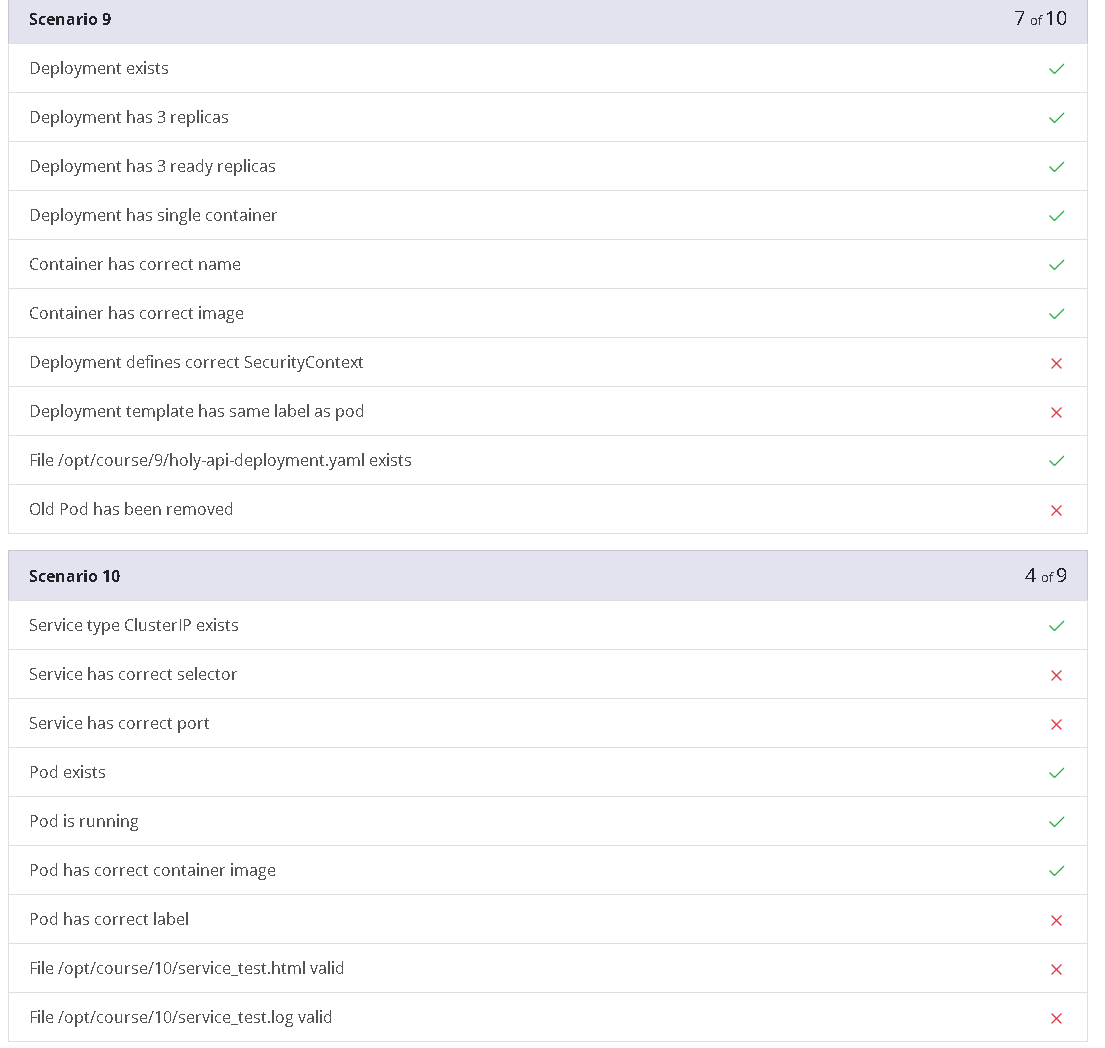 Scenario 9 7 of 10
Deployment exists
Deployment has 3 replicas
Deployment has 3 ready replicas
Deployment has single container
Container has correct name
Container has correct image
Deployment defines correct SecurityContext
Deployment template has same label as pod
File /opt/course/9/holy-api-deployment.yaml exists
Old Pod has been removed
Scenario 10 4 of 9
Service type ClusterIP exists
Service has correct selector
Service has correct port
Pod exists
Pod is running
Pod has correct container image
Pod has correct label
File /opt/course/10/service_test.html valid
File /opt/course/10/service_test.log valid